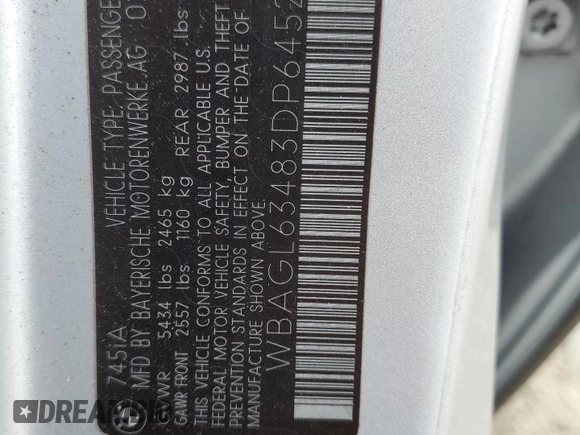 7451A VEHICLE TYPE: PASSENGE
MFD BY BAYERISCHE MOTORENWERKE AG 0
GVWR 5434 lbs 2465 kg
GAWR FRONT 2557 lbs 1160 kg REAR 2987 lbs
THIS VEHICLE CONFORMS TO ALL APPLICABLE U.S.
FEDERAL MOTOR VEHICLE SAFETY, BUMPER AND THEFT
PREVENTION STANDARDS IN EFFECT ON THE DATE OF
MANUFACTURE SHOWN ABOVE.
WBAGL63483DP6452